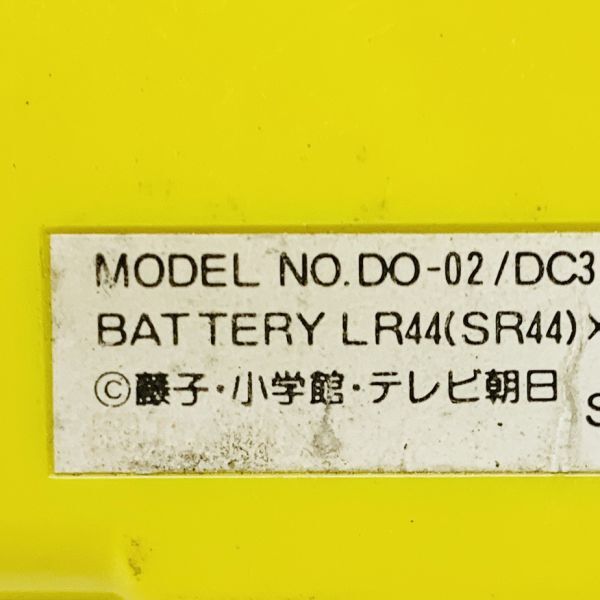 MODEL NO.DO-02/DC3
BATTERY LR44(SR44)×
©藤子・小学館・テレビ朝日
S